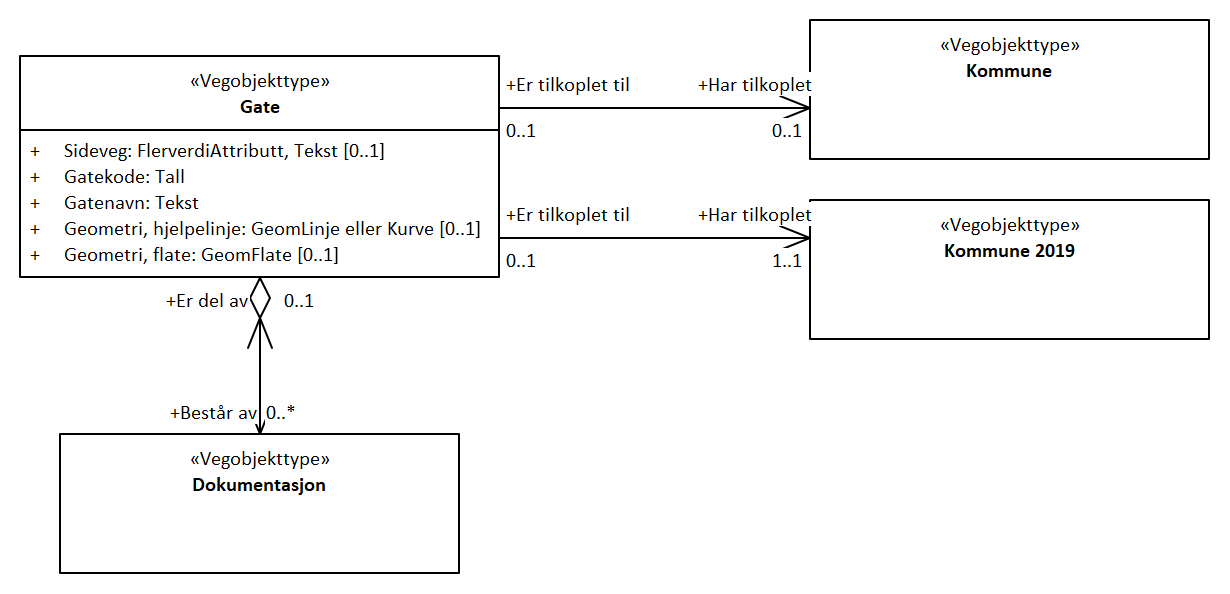 «Vegobjekttype»
Gate
+ Sideveg: FlerverdiAttributt, Tekst [0..1]
+ Gatekode: Tall
+ Gatenavn: Tekst
+ Geometri, hjelpelinje: GeomLinje eller Kurve [0..1]
+ Geometri, flate: GeomFlate [0..1]
+Er tilkoplet til +Har tilkoplet
0..1 0..1
«Vegobjekttype»
Kommune
+Er tilkoplet til +Har tilkoplet
0..1 1..1
«Vegobjekttype»
Kommune 2019
+Er del av 0..1
+Består av 0..*
«Vegobjekttype»
Dokumentasjon